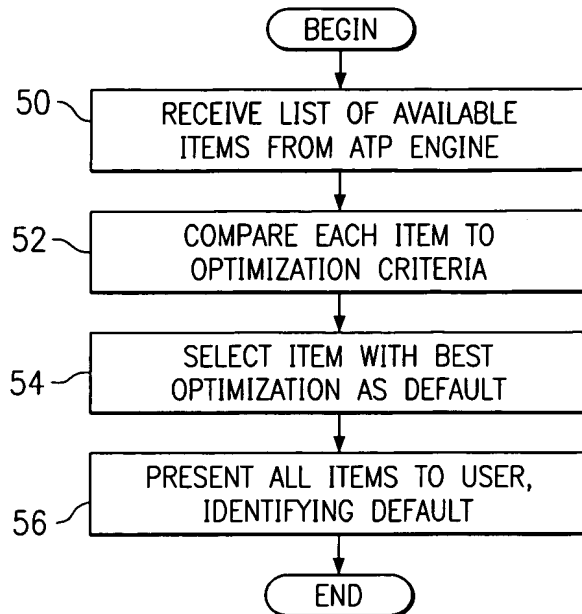 BEGIN
50
RECEIVE LIST OF AVAILABLE
ITEMS FROM ATP ENGINE
52
COMPARE EACH ITEM TO
OPTIMIZATION CRITERIA
54
SELECT ITEM WITH BEST
OPTIMIZATION AS DEFAULT
56
PRESENT ALL ITEMS TO USER,
IDENTIFYING DEFAULT
END